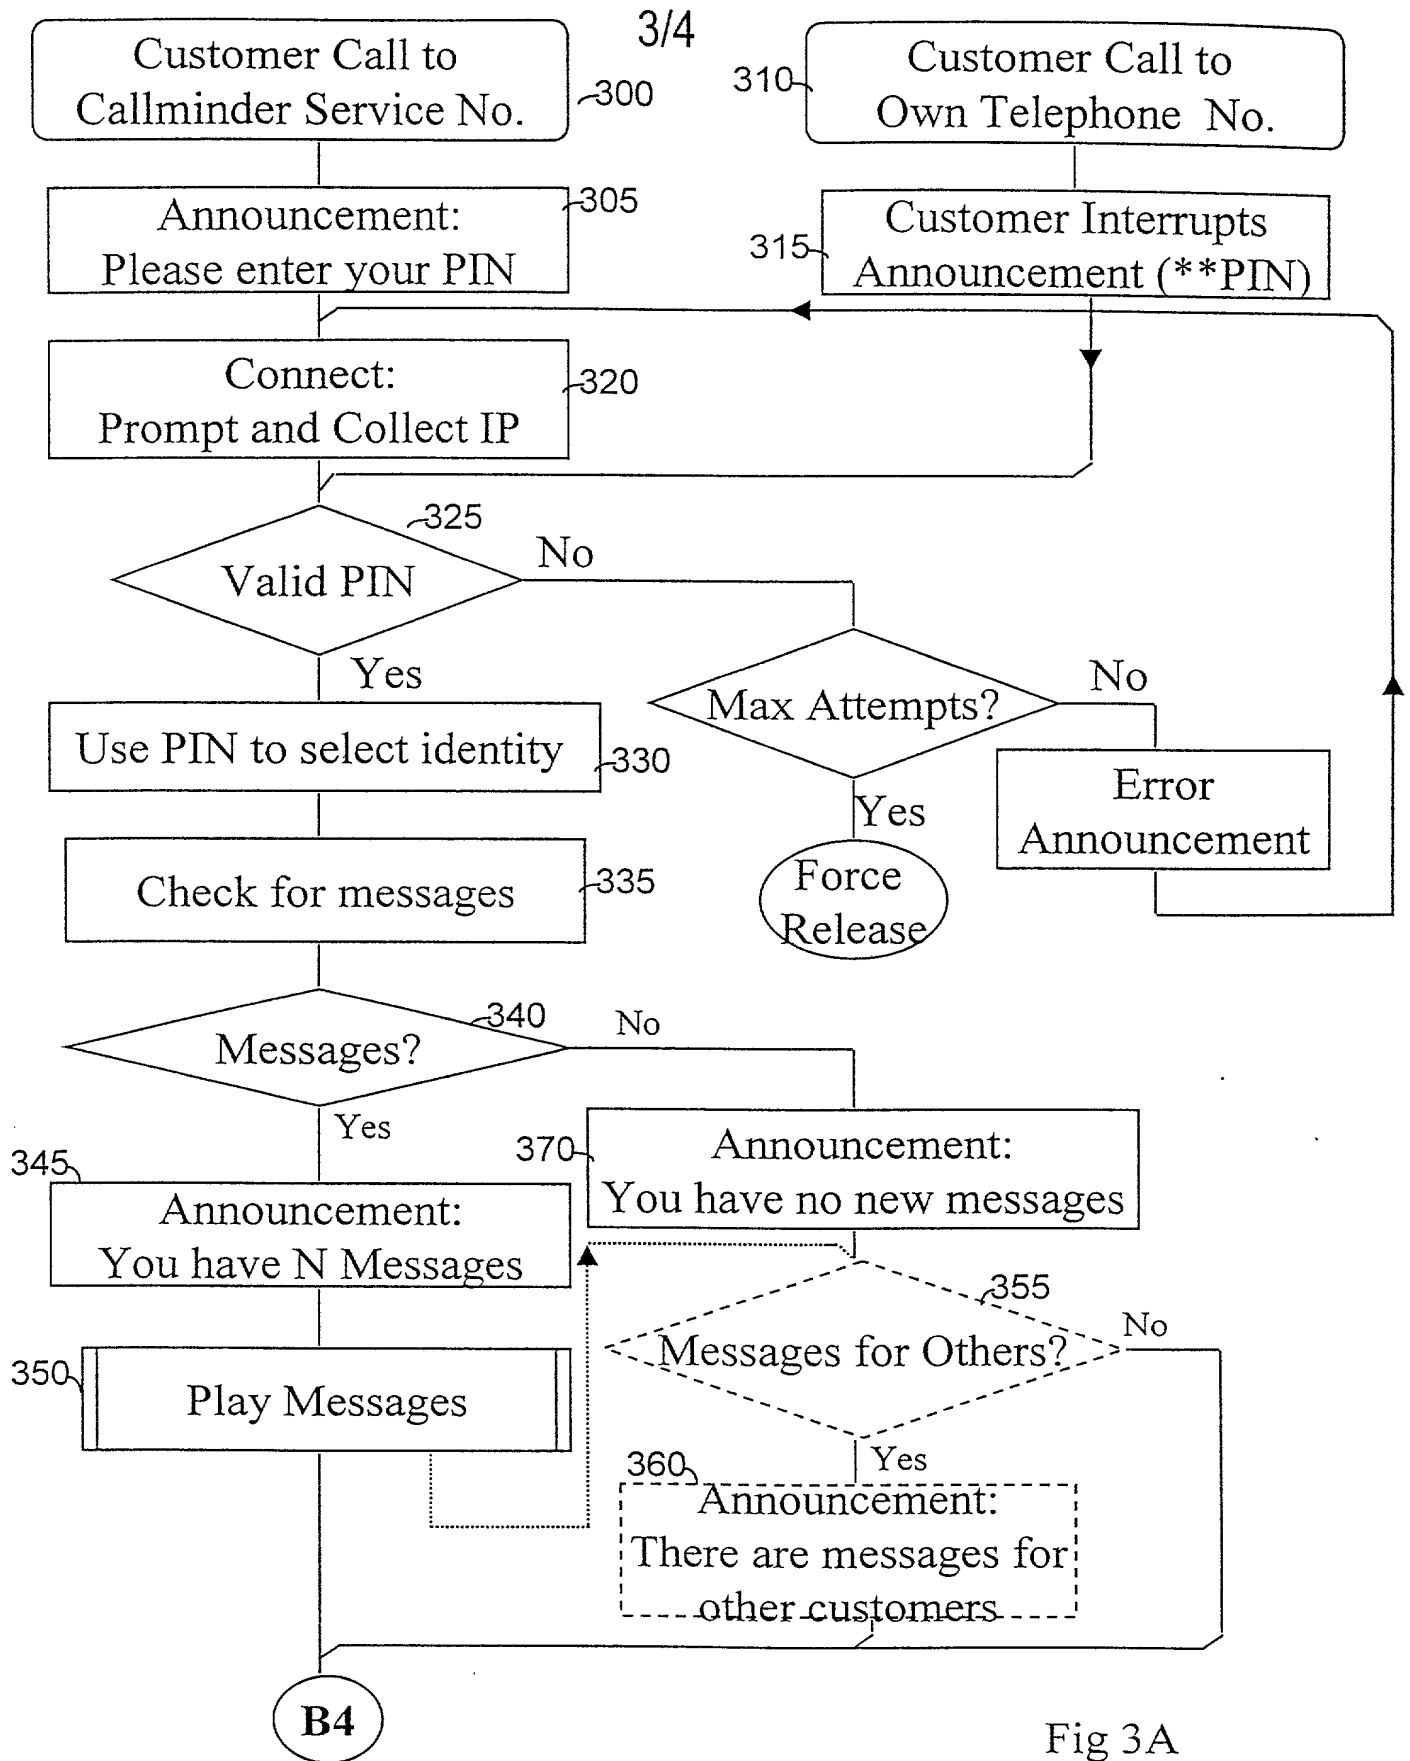 3/4
Customer Call to
Callminder Service No.
300
310
Customer Call to
Own Telephone No.
Announcement:
Please enter your PIN
305
315
Customer Interrupts
Announcement (**PIN)
Connect:
Prompt and Collect IP
320
325
Valid PIN
No
Yes
Max Attempts?
No
Use PIN to select identity
330
Yes
Error
Announcement
Force
Release
Check for messages
335
340
Messages?
No
Yes
345
Announcement:
You have N Messages
370
Announcement:
You have no new messages
355
Messages for Others?
No
350
Play Messages
Yes
360
Announcement:
There are messages for
other customers
B4
Fig 3A